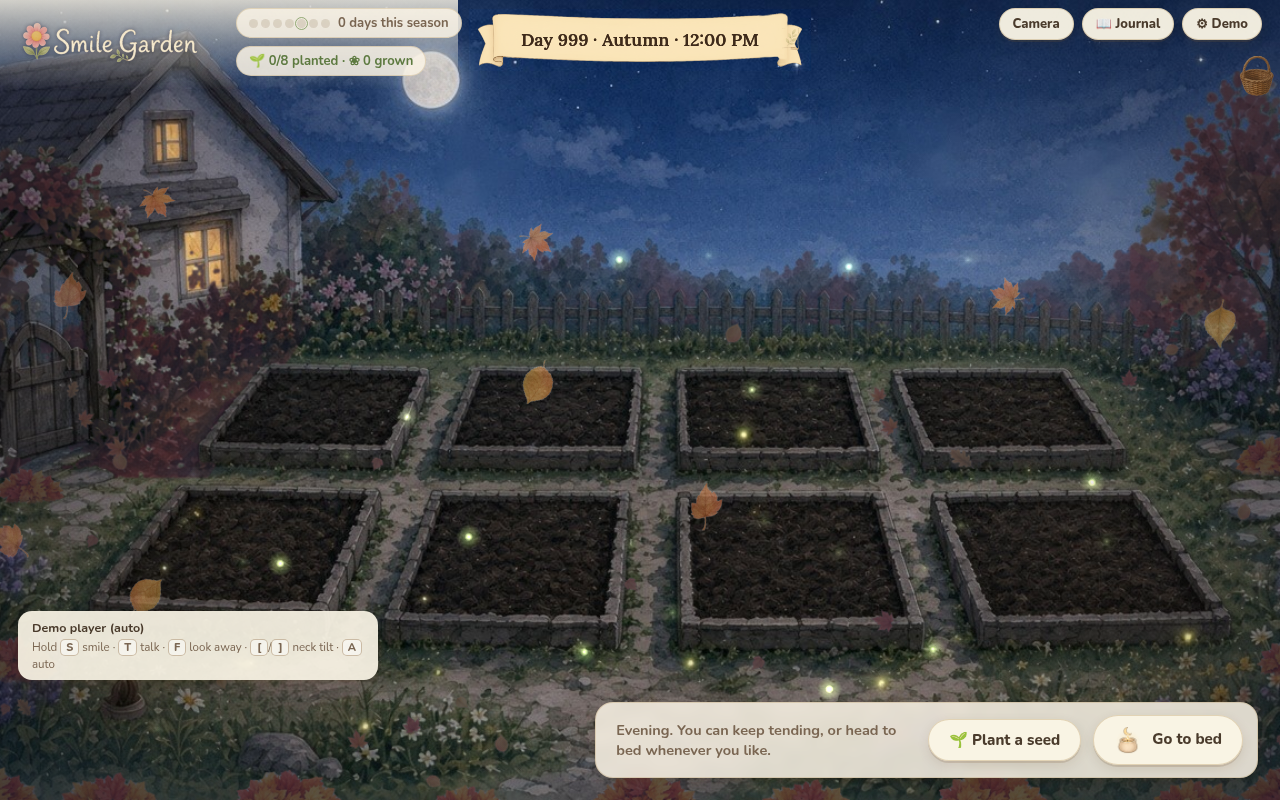 Smile Garden
0 days this season
🌱 0/8 planted · ❀ 0 grown
Day 999 · Autumn · 12:00 PM
Camera
📖 Journal
⚙ Demo
Demo player (auto)
Hold S smile · T talk · F look away · [ / ] neck tilt · A
auto
Evening. You can keep tending, or head to
bed whenever you like.
🌱 Plant a seed
Go to bed